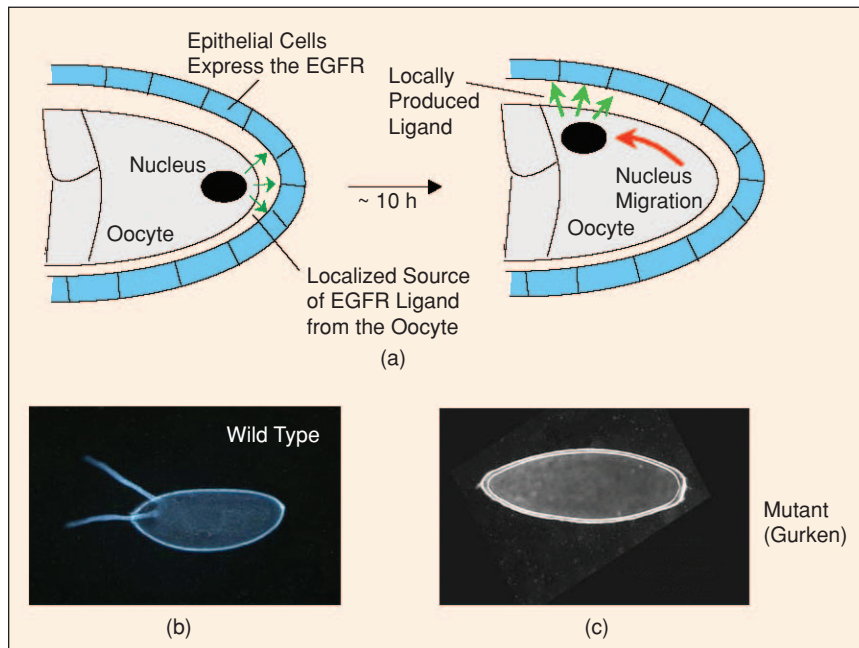 Epithelial Cells
Express the EGFR
Nucleus
Oocyte
Localized Source
of EGFR Ligand
from the Oocyte
~ 10 h
Locally
Produced
Ligand
Nucleus
Migration
Oocyte
(a)
Wild Type
(b)
Mutant
(Gurken)
(c)